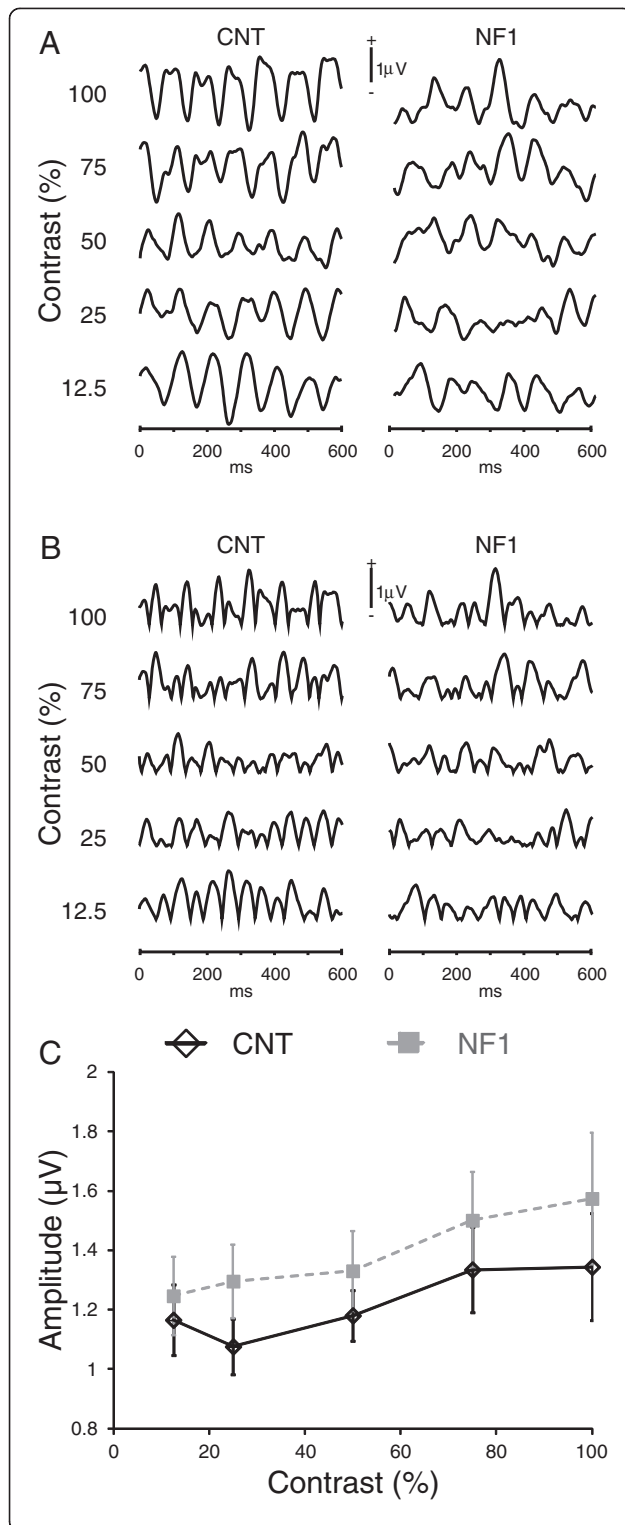 A
CNT
NF1
+
1μV
-
Contrast (%)
100
75
50
25
12.5
0 200 400 600
ms
0 200 400 600
ms
B
CNT
NF1
+
1μV
-
Contrast (%)
100
75
50
25
12.5
0 200 400 600
ms
0 200 400 600
ms
C
CNT
NF1
Amplitude (μV)
2
1.8
1.6
1.4
1.2
1
0.8
0 20 40 60 80 100
Contrast (%)